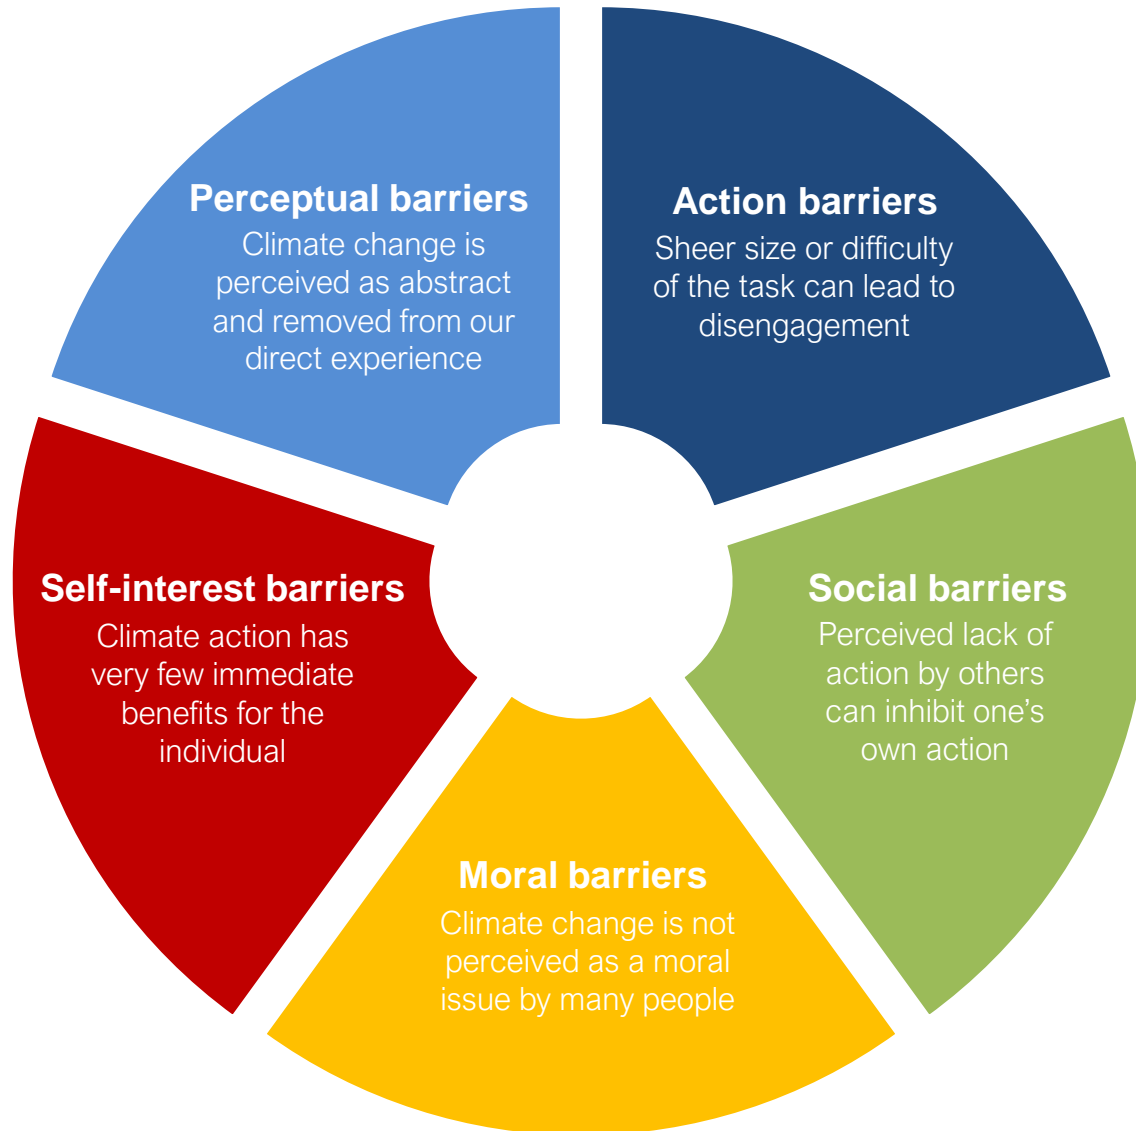 Perceptual barriers
Climate change is
perceived as abstract
and removed from our
direct experience
Action barriers
Sheer size or difficulty
of the task can lead to
disengagement
Self-interest barriers
Climate action has
very few immediate
benefits for the
individual
Social barriers
Perceived lack of
action by others
can inhibit one’s
own action
Moral barriers
Climate change is not
perceived as a moral
issue by many people